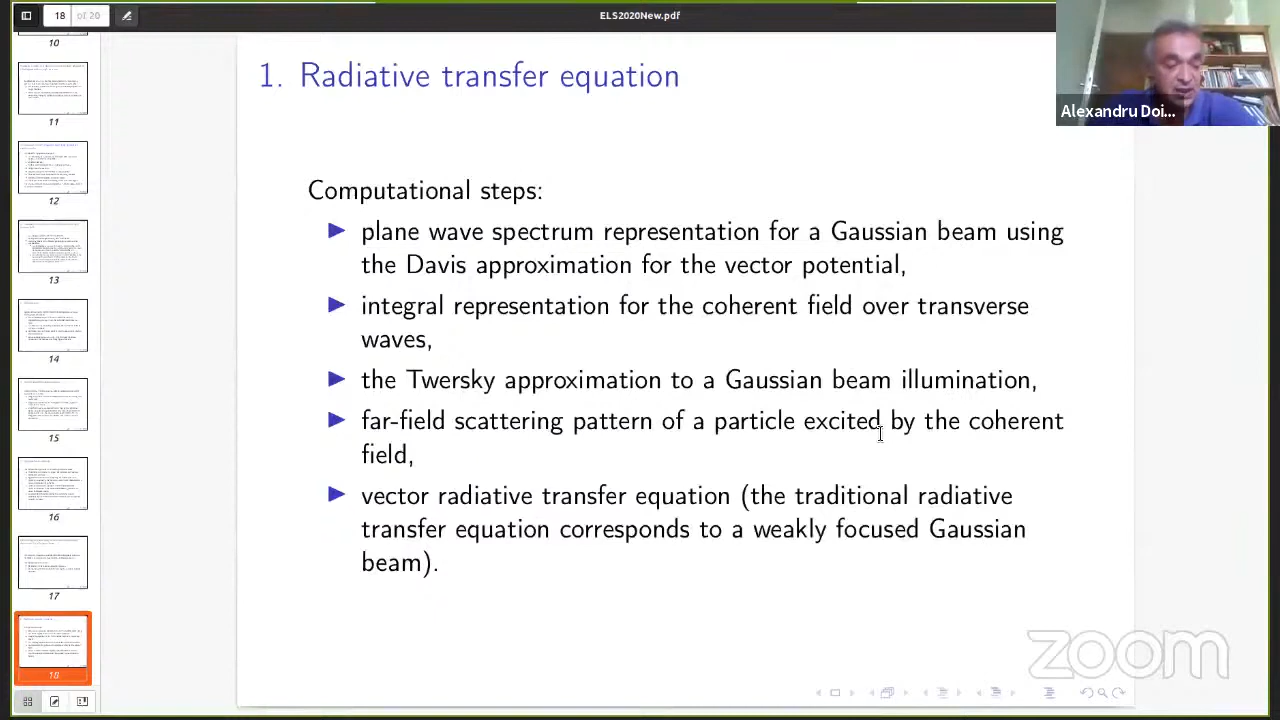 18 of 20
ELS2020New.pdf
10
11
12
13
14
15
16
17
18
1. Radiative transfer equation
Computational steps:
plane wave spectrum representation for a Gaussian beam using
the Davis approximation for the vector potential,
integral representation for the coherent field over transverse
waves,
the Twersky approximation to a Gaussian beam illumination,
far-field scattering pattern of a particle excited by the coherent
field,
vector radiative transfer equation (the traditional radiative
transfer equation corresponds to a weakly focused Gaussian
beam).
Alexandru Doi...
zoom